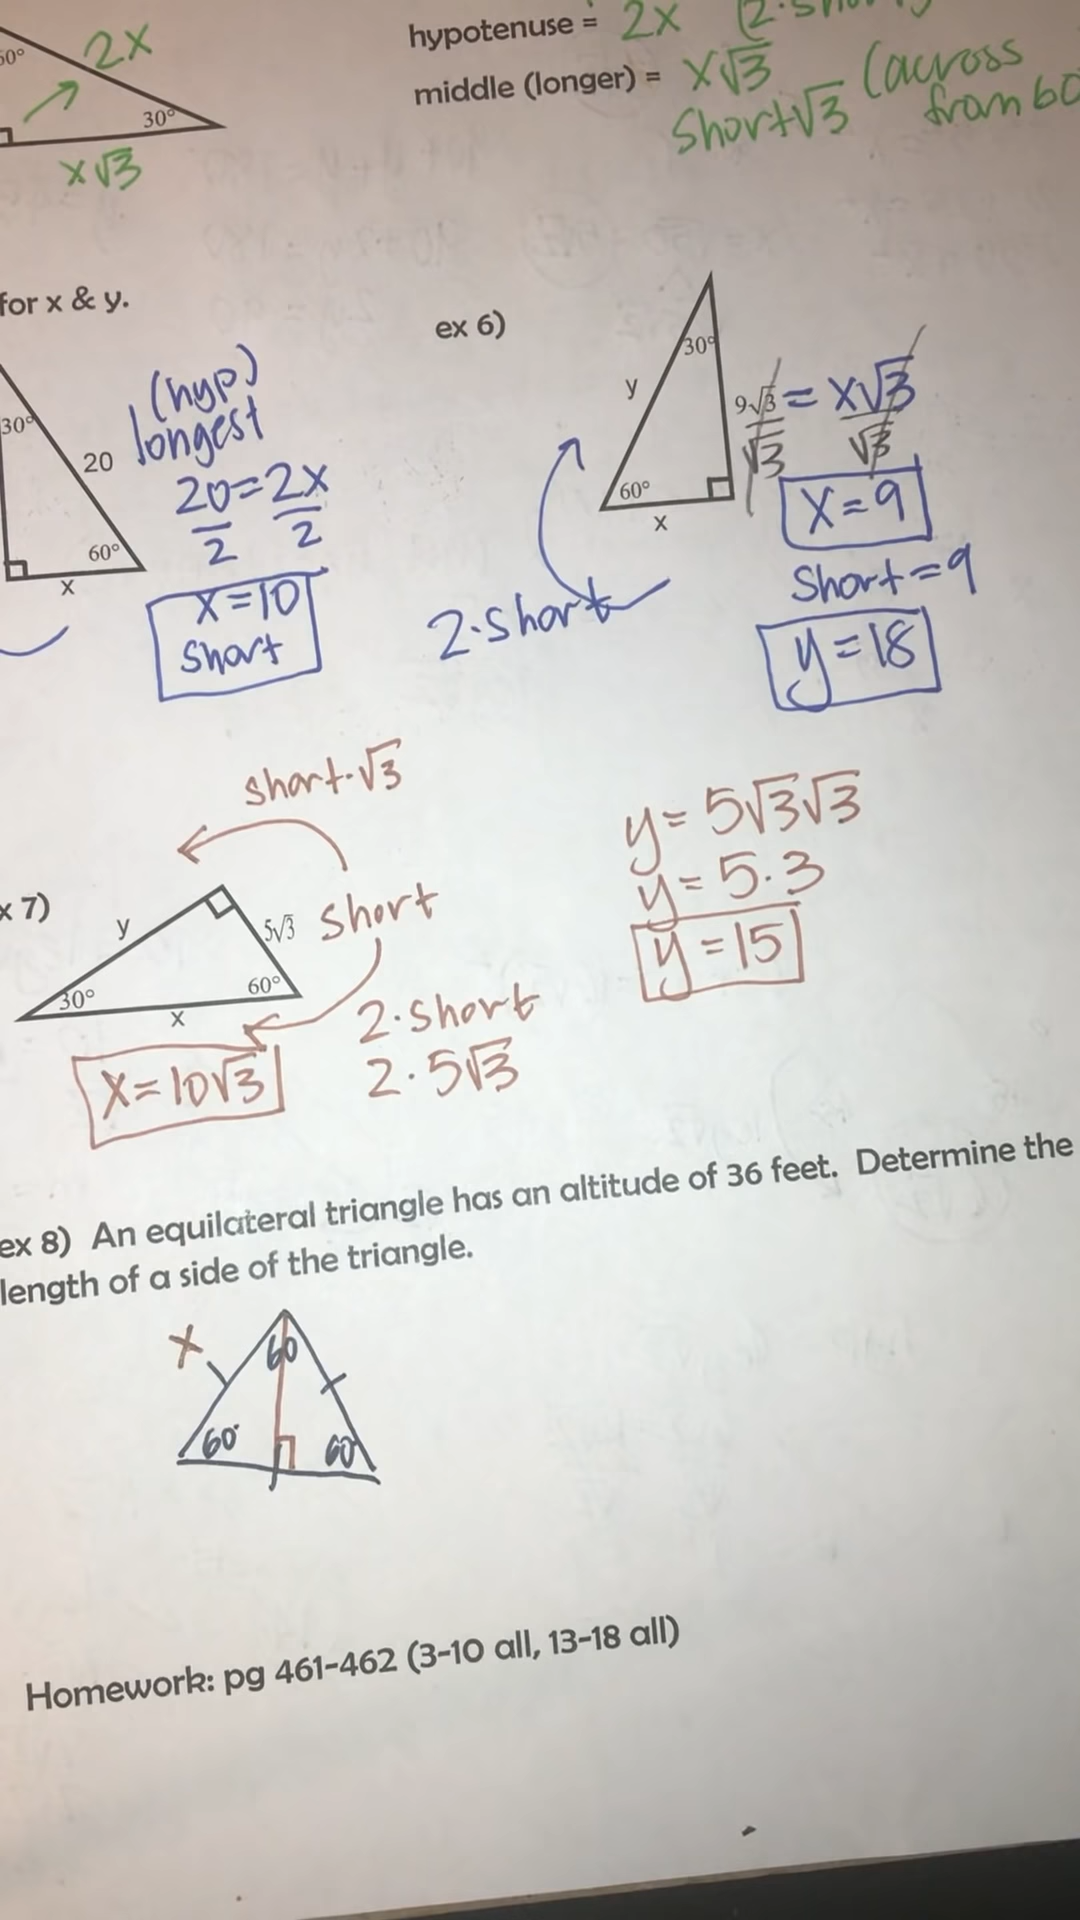 hypotenuse = 2x
60°
2x
middle (longer) = x√3 (across
short√3 from 60
30°
x√3
for x & y.
ex 6)
30°
y
9√3 = x√3
√3 √3
60°
x
x=9
short=9
y=18
2·short
30°
20
60°
x
(hyp)
longest
20=2x
2 2
x=10
short
short·√3
x 7)
y
5√3
short
30°
60°
x
2·short
2·5√3
x=10√3
y=5√3√3
y=5·3
y=15
ex 8) An equilateral triangle has an altitude of 36 feet. Determine the
length of a side of the triangle.
x
60
60°
60
Homework: pg 461-462 (3-10 all, 13-18 all)